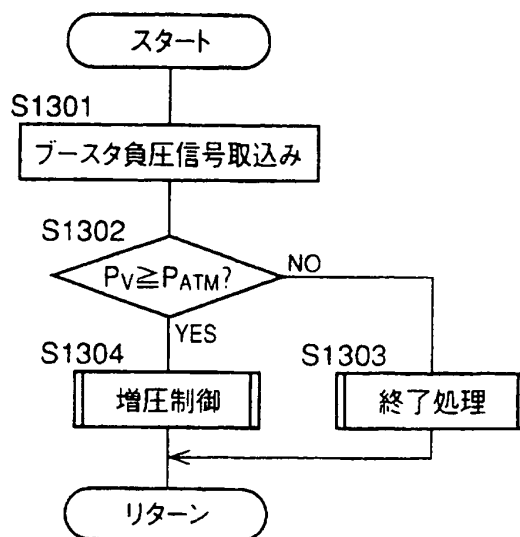 スタート
S1301
ブースタ負圧信号取込み
S1302
PV≧PATM?
NO
YES
S1304
S1303
増圧制御
終了処理
リターン